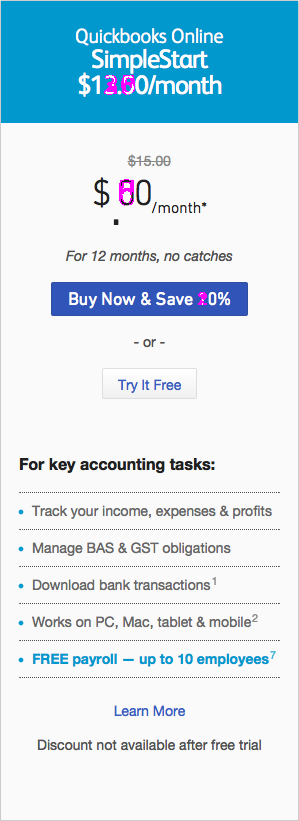 Quickbooks Online
SimpleStart
/month
$15.00
$
/month*
For 12 months, no catches
Buy Now & Save
- or -
Try It Free
For key accounting tasks:
• Track your income, expenses & profits
• Manage BAS & GST obligations
• Download bank transactions1
• Works on PC, Mac, tablet & mobile2
• FREE payroll — up to 10 employees7
Learn More
Discount not available after free trial